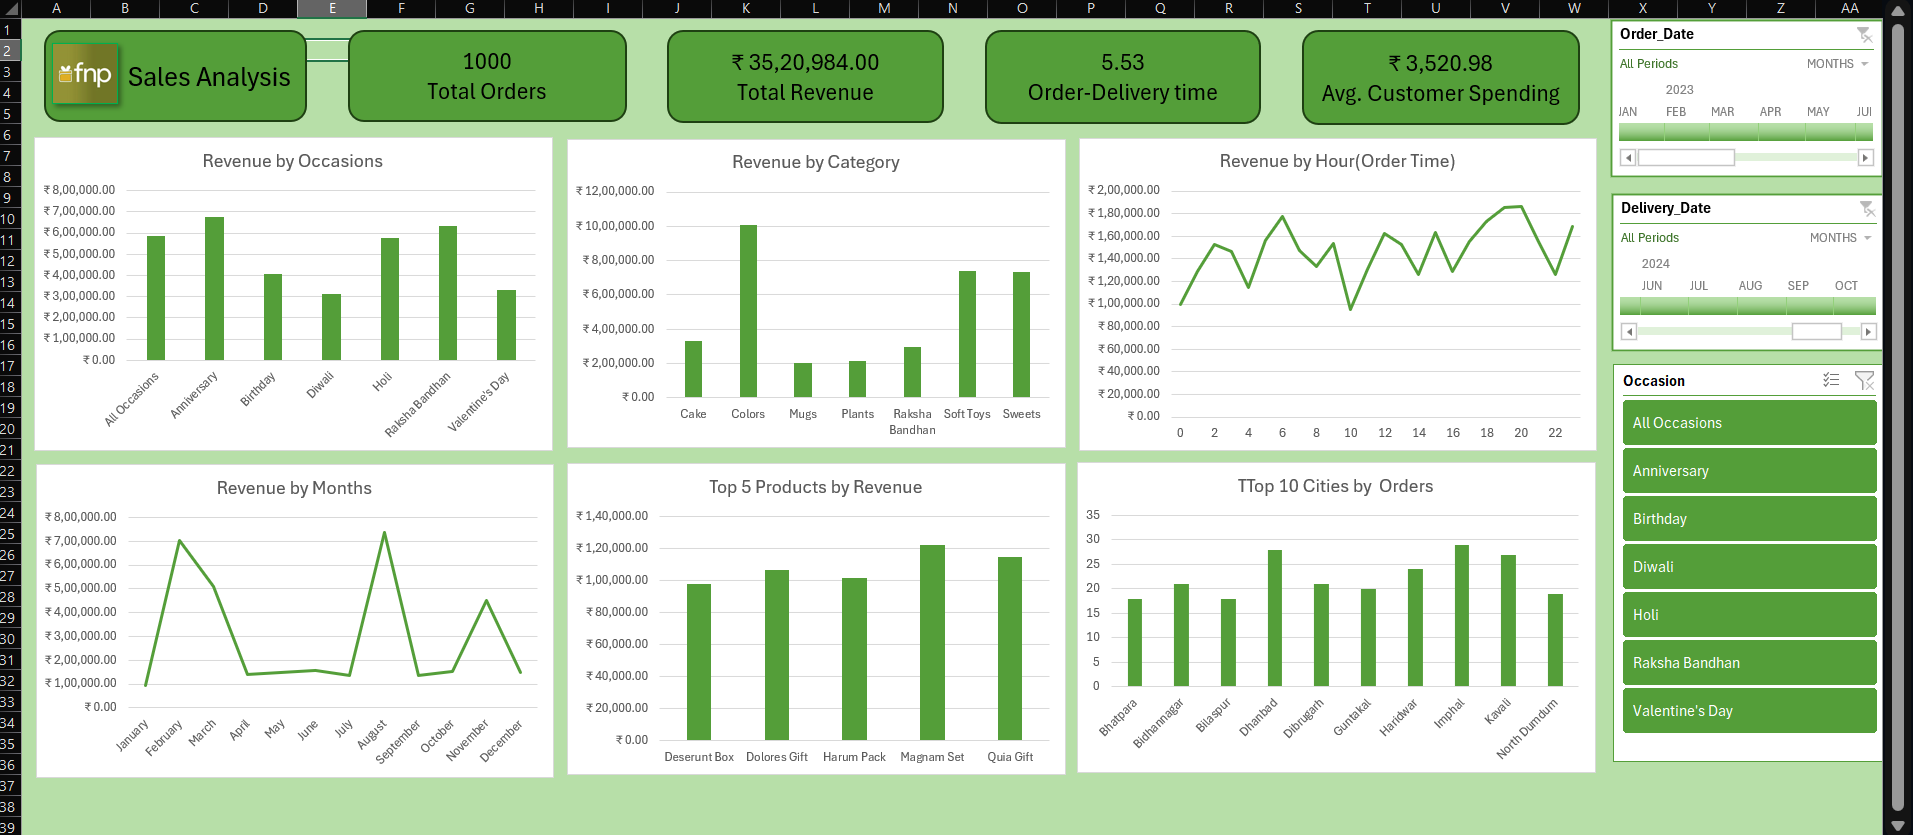 A B C D E F G H I J K L M N O P Q R S T U V W X Y Z AA
1
2
3
4
5
6
7
8
9
10
11
12
13
14
15
16
17
18
19
20
21
22
23
24
25
26
27
28
29
30
31
32
33
34
35
36
37
38
39
fnp
Sales Analysis
1000
Total Orders
₹ 35,20,984.00
Total Revenue
5.53
Order-Delivery time
₹ 3,520.98
Avg. Customer Spending
Revenue by Occasions
₹ 8,00,000.00
₹ 7,00,000.00
₹ 6,00,000.00
₹ 5,00,000.00
₹ 4,00,000.00
₹ 3,00,000.00
₹ 2,00,000.00
₹ 1,00,000.00
₹ 0.00
All Occasions
Anniversary
Birthday
Diwali
Holi
Raksha Bandhan
Valentine's Day
Revenue by Category
₹ 12,00,000.00
₹ 10,00,000.00
₹ 8,00,000.00
₹ 6,00,000.00
₹ 4,00,000.00
₹ 2,00,000.00
₹ 0.00
Cake Colors Mugs Plants Raksha Soft Toys Sweets
Bandhan
Revenue by Hour(Order Time)
₹ 2,00,000.00
₹ 1,80,000.00
₹ 1,60,000.00
₹ 1,40,000.00
₹ 1,20,000.00
₹ 1,00,000.00
₹ 80,000.00
₹ 60,000.00
₹ 40,000.00
₹ 20,000.00
₹ 0.00
0 2 4 6 8 10 12 14 16 18 20 22
Revenue by Months
₹ 8,00,000.00
₹ 7,00,000.00
₹ 6,00,000.00
₹ 5,00,000.00
₹ 4,00,000.00
₹ 3,00,000.00
₹ 2,00,000.00
₹ 1,00,000.00
₹ 0.00
January
February
March
April
May
June
July
August
September
October
November
December
Top 5 Products by Revenue
₹ 1,40,000.00
₹ 1,20,000.00
₹ 1,00,000.00
₹ 80,000.00
₹ 60,000.00
₹ 40,000.00
₹ 20,000.00
₹ 0.00
Deserunt Box Dolores Gift Harum Pack Magnam Set Quia Gift
TTop 10 Cities by  Orders
35
30
25
20
15
10
5
0
Bhatpara
Bidhannagar
Bilaspur
Dhanbad
Dibrugarh
Guntakal
Haridwar
Imphal
Kavali
North Dumdum
Order_Date
All Periods MONTHS
2023
JAN FEB MAR APR MAY JUL
Delivery_Date
All Periods MONTHS
2024
JUN JUL AUG SEP OCT
Occasion
All Occasions
Anniversary
Birthday
Diwali
Holi
Raksha Bandhan
Valentine's Day